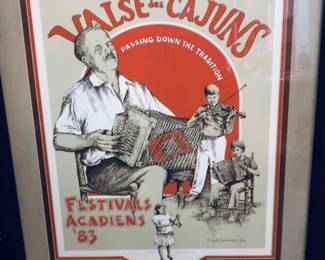 VALSE des CAJUNS
PASSING DOWN THE TRADITION
FESTIVALS
ACADIENS
'83